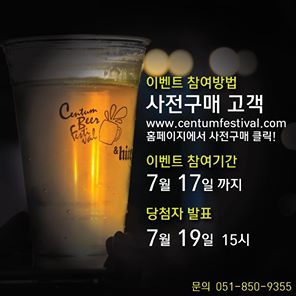 이벤트 참여방법
사전구매 고객
www.centumfestival.com
홈페이지에서 사전구매 클릭!
이벤트 참여기간
7월 17일 까지
당첨자 발표
7월 19일 15시
문의 051-850-9355
Centum
Beer
Festi
Val
&